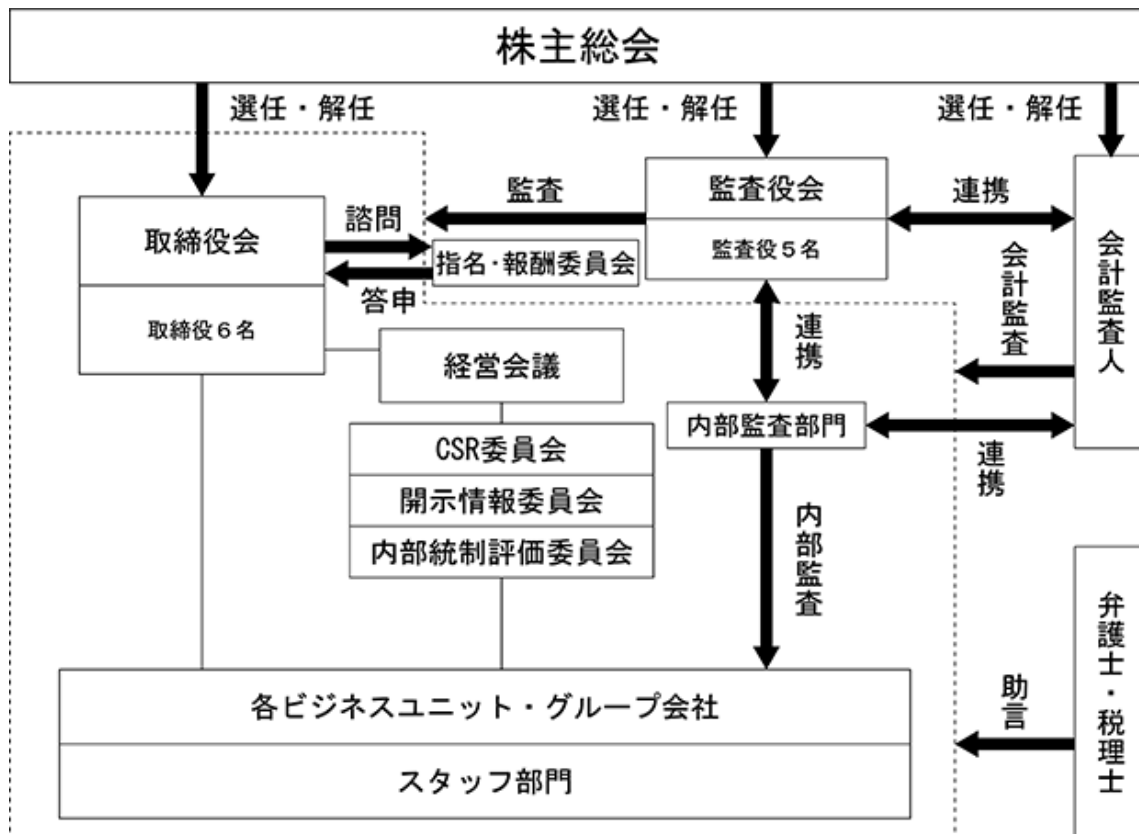 株主総会
選任・解任
選任・解任
選任・解任
取締役会
取締役６名
諮問
答申
指名･報酬委員会
監査
監査役会
監査役５名
連携
会計監査人
会計監査
連携
経営会議
CSR委員会
開示情報委員会
内部統制評価委員会
内部監査部門
連携
内部監査
各ビジネスユニット・グループ会社
スタッフ部門
助言
弁護士・税理士